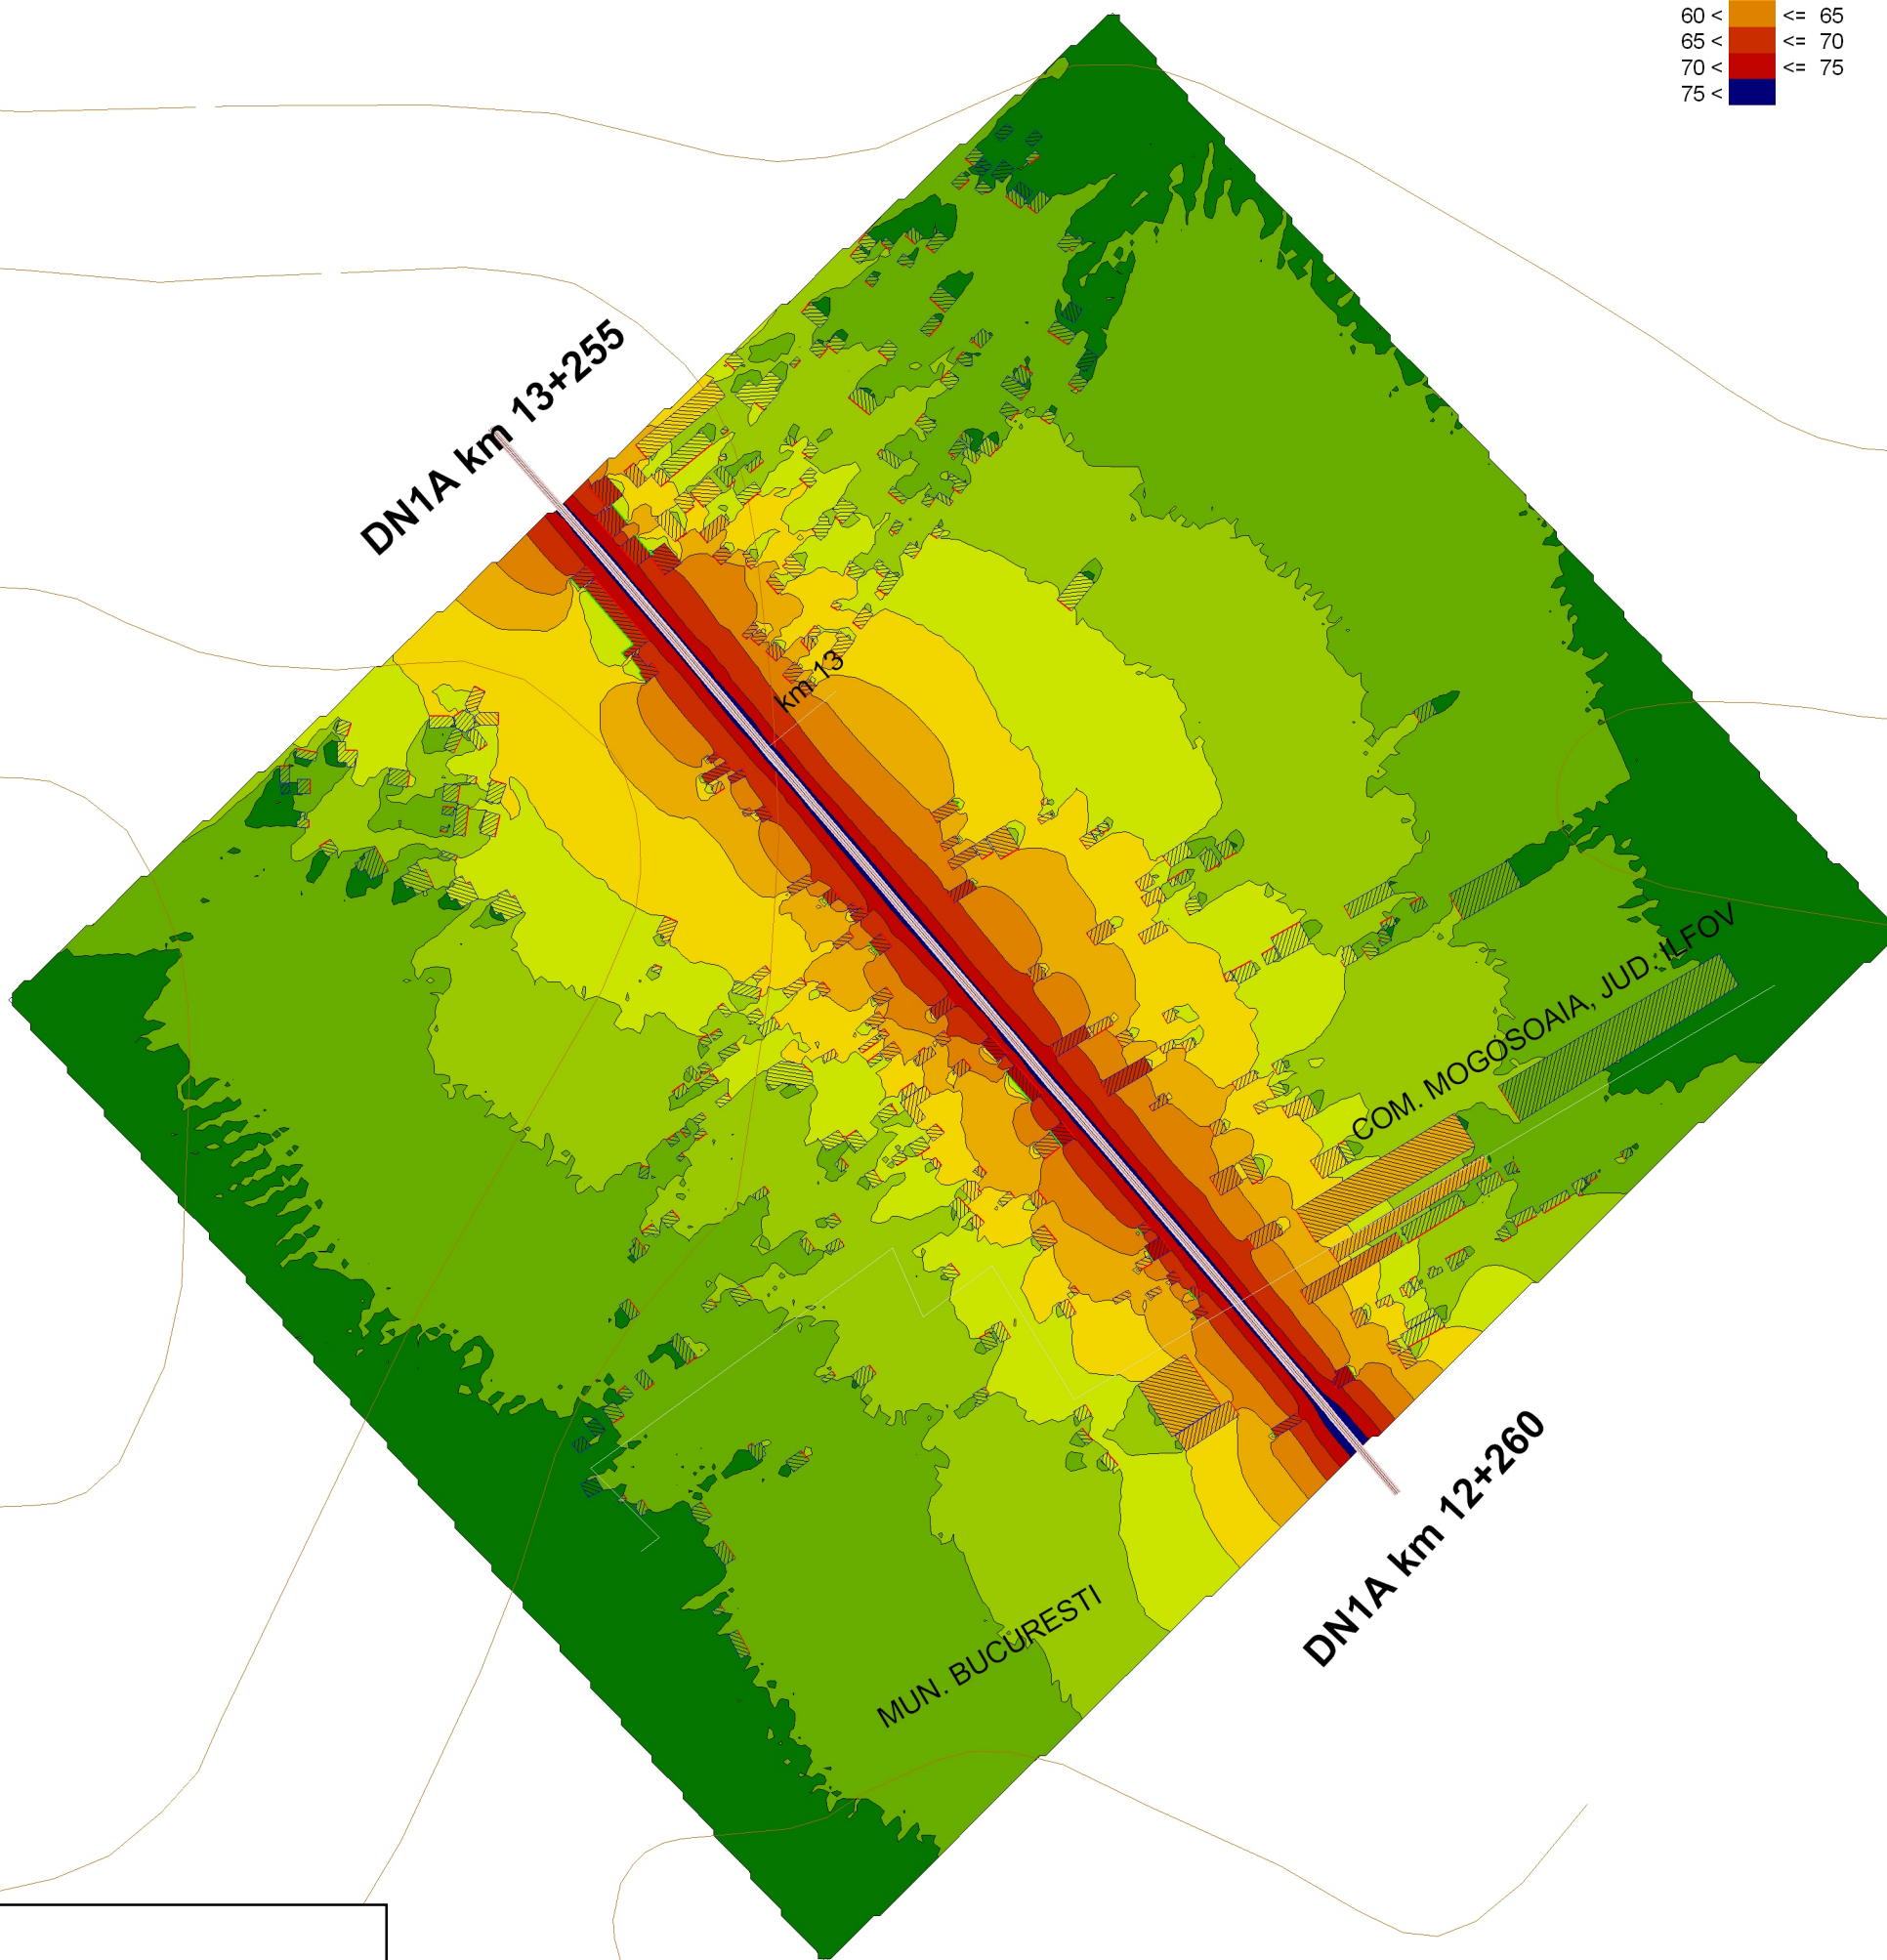 60 < <= 65
65 < <= 70
70 < <= 75
75 <
DN1A km 13+255
km 13
COM. MOGOSOAIA, JUD. ILFOV
DN1A km 12+260
MUN. BUCURESTI